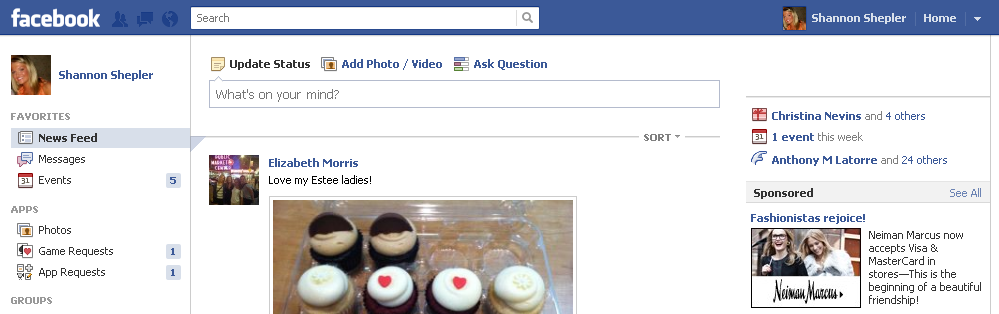 facebook
Search
Shannon Shepler
Home
Shannon Shepler
FAVORITES
News Feed
Messages
31 Events 5
APPS
Photos
Game Requests 1
App Requests 1
GROUPS
Update Status Add Photo / Video Ask Question
What's on your mind?
SORT
PUBLIC
MARKET
Elizabeth Morris
Love my Estee ladies!
Christina Nevins and 4 others
31 1 event this week
Anthony M Latorre and 24 others
Sponsored See All
Fashionistas rejoice!
Neiman Marcus
Neiman Marcus now
accepts Visa &
MasterCard in
stores—This is the
beginning of a beautiful
friendship!